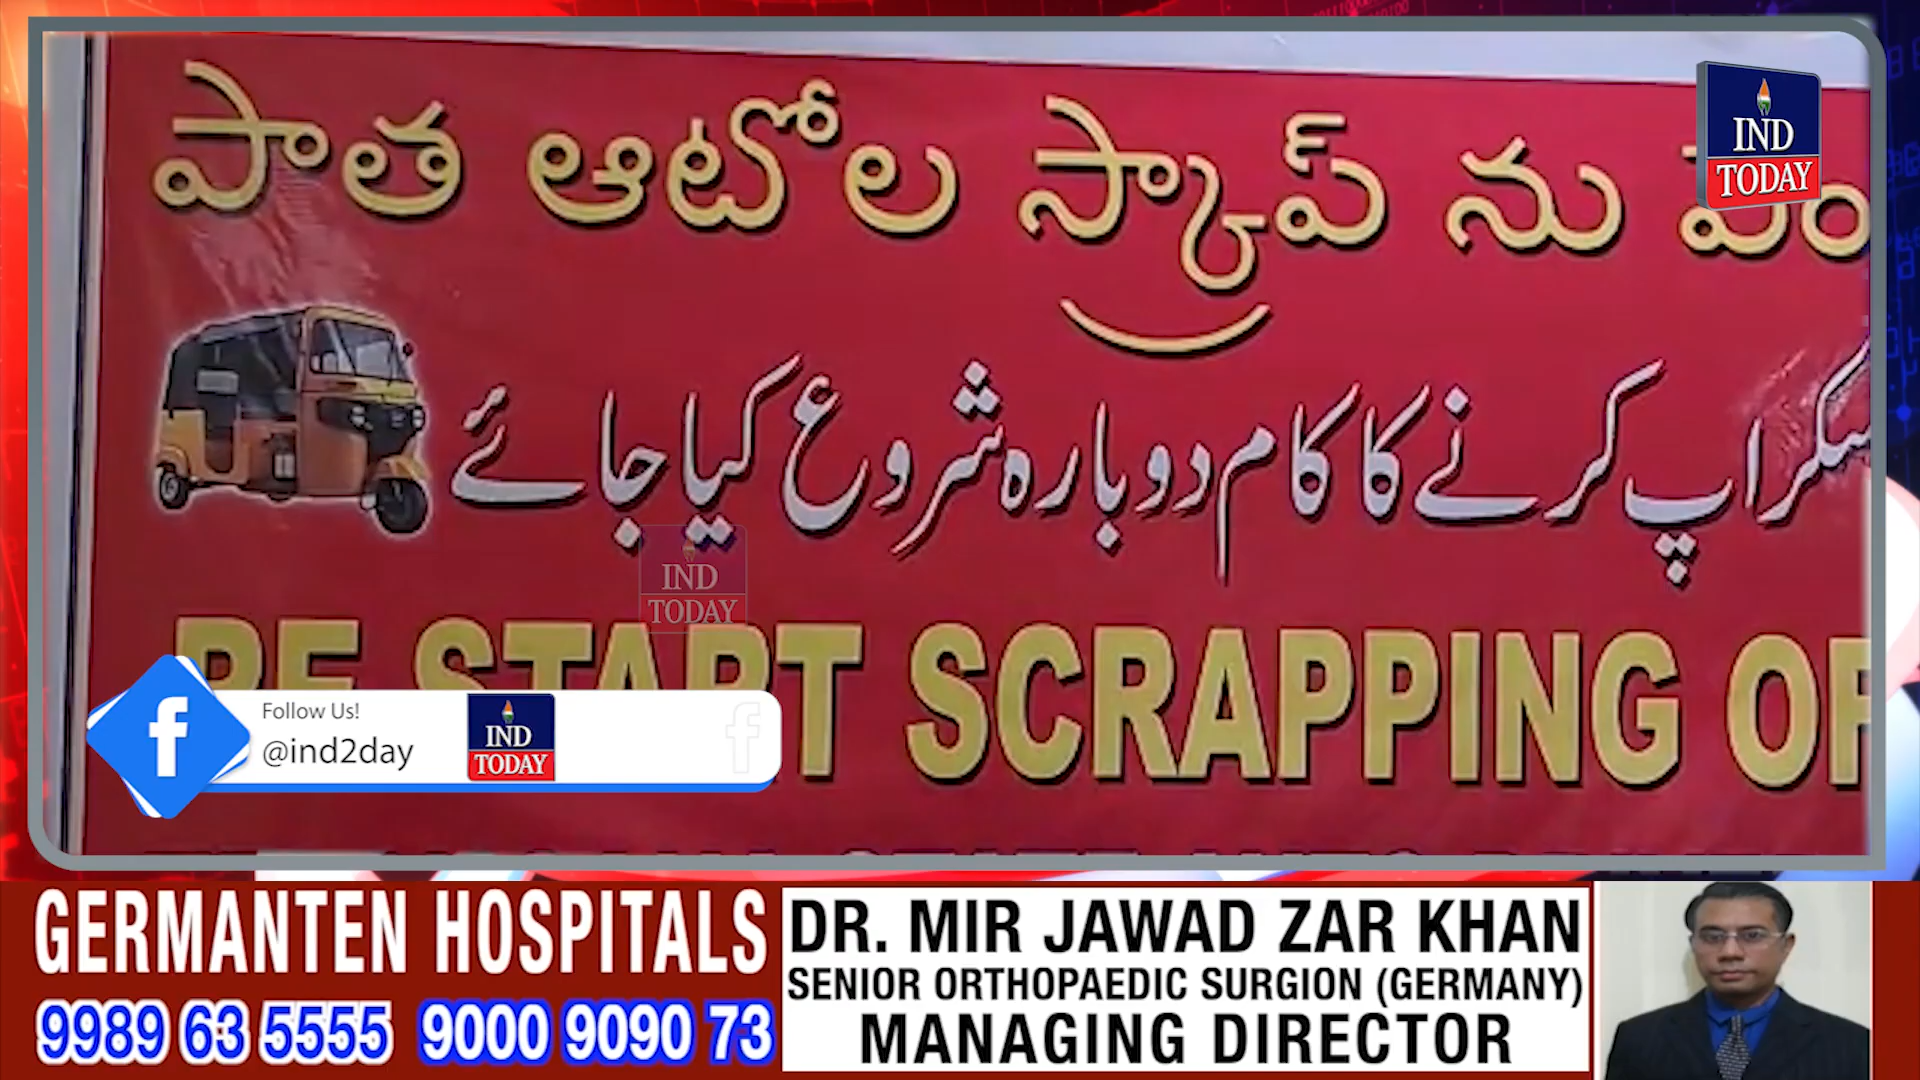 పాత ఆటోల స్క్రాప్ ను
IND
TODAY
سکراپ کرنے کا کام دوبارہ شروع کیا جائے
IND
TODAY
RE START SCRAPPING OF
Follow Us!
@ind2day
IND
TODAY
GERMANTEN HOSPITALS
9989 63 5555 9000 9090 73
DR. MIR JAWAD ZAR KHAN
SENIOR ORTHOPAEDIC SURGION (GERMANY)
MANAGING DIRECTOR